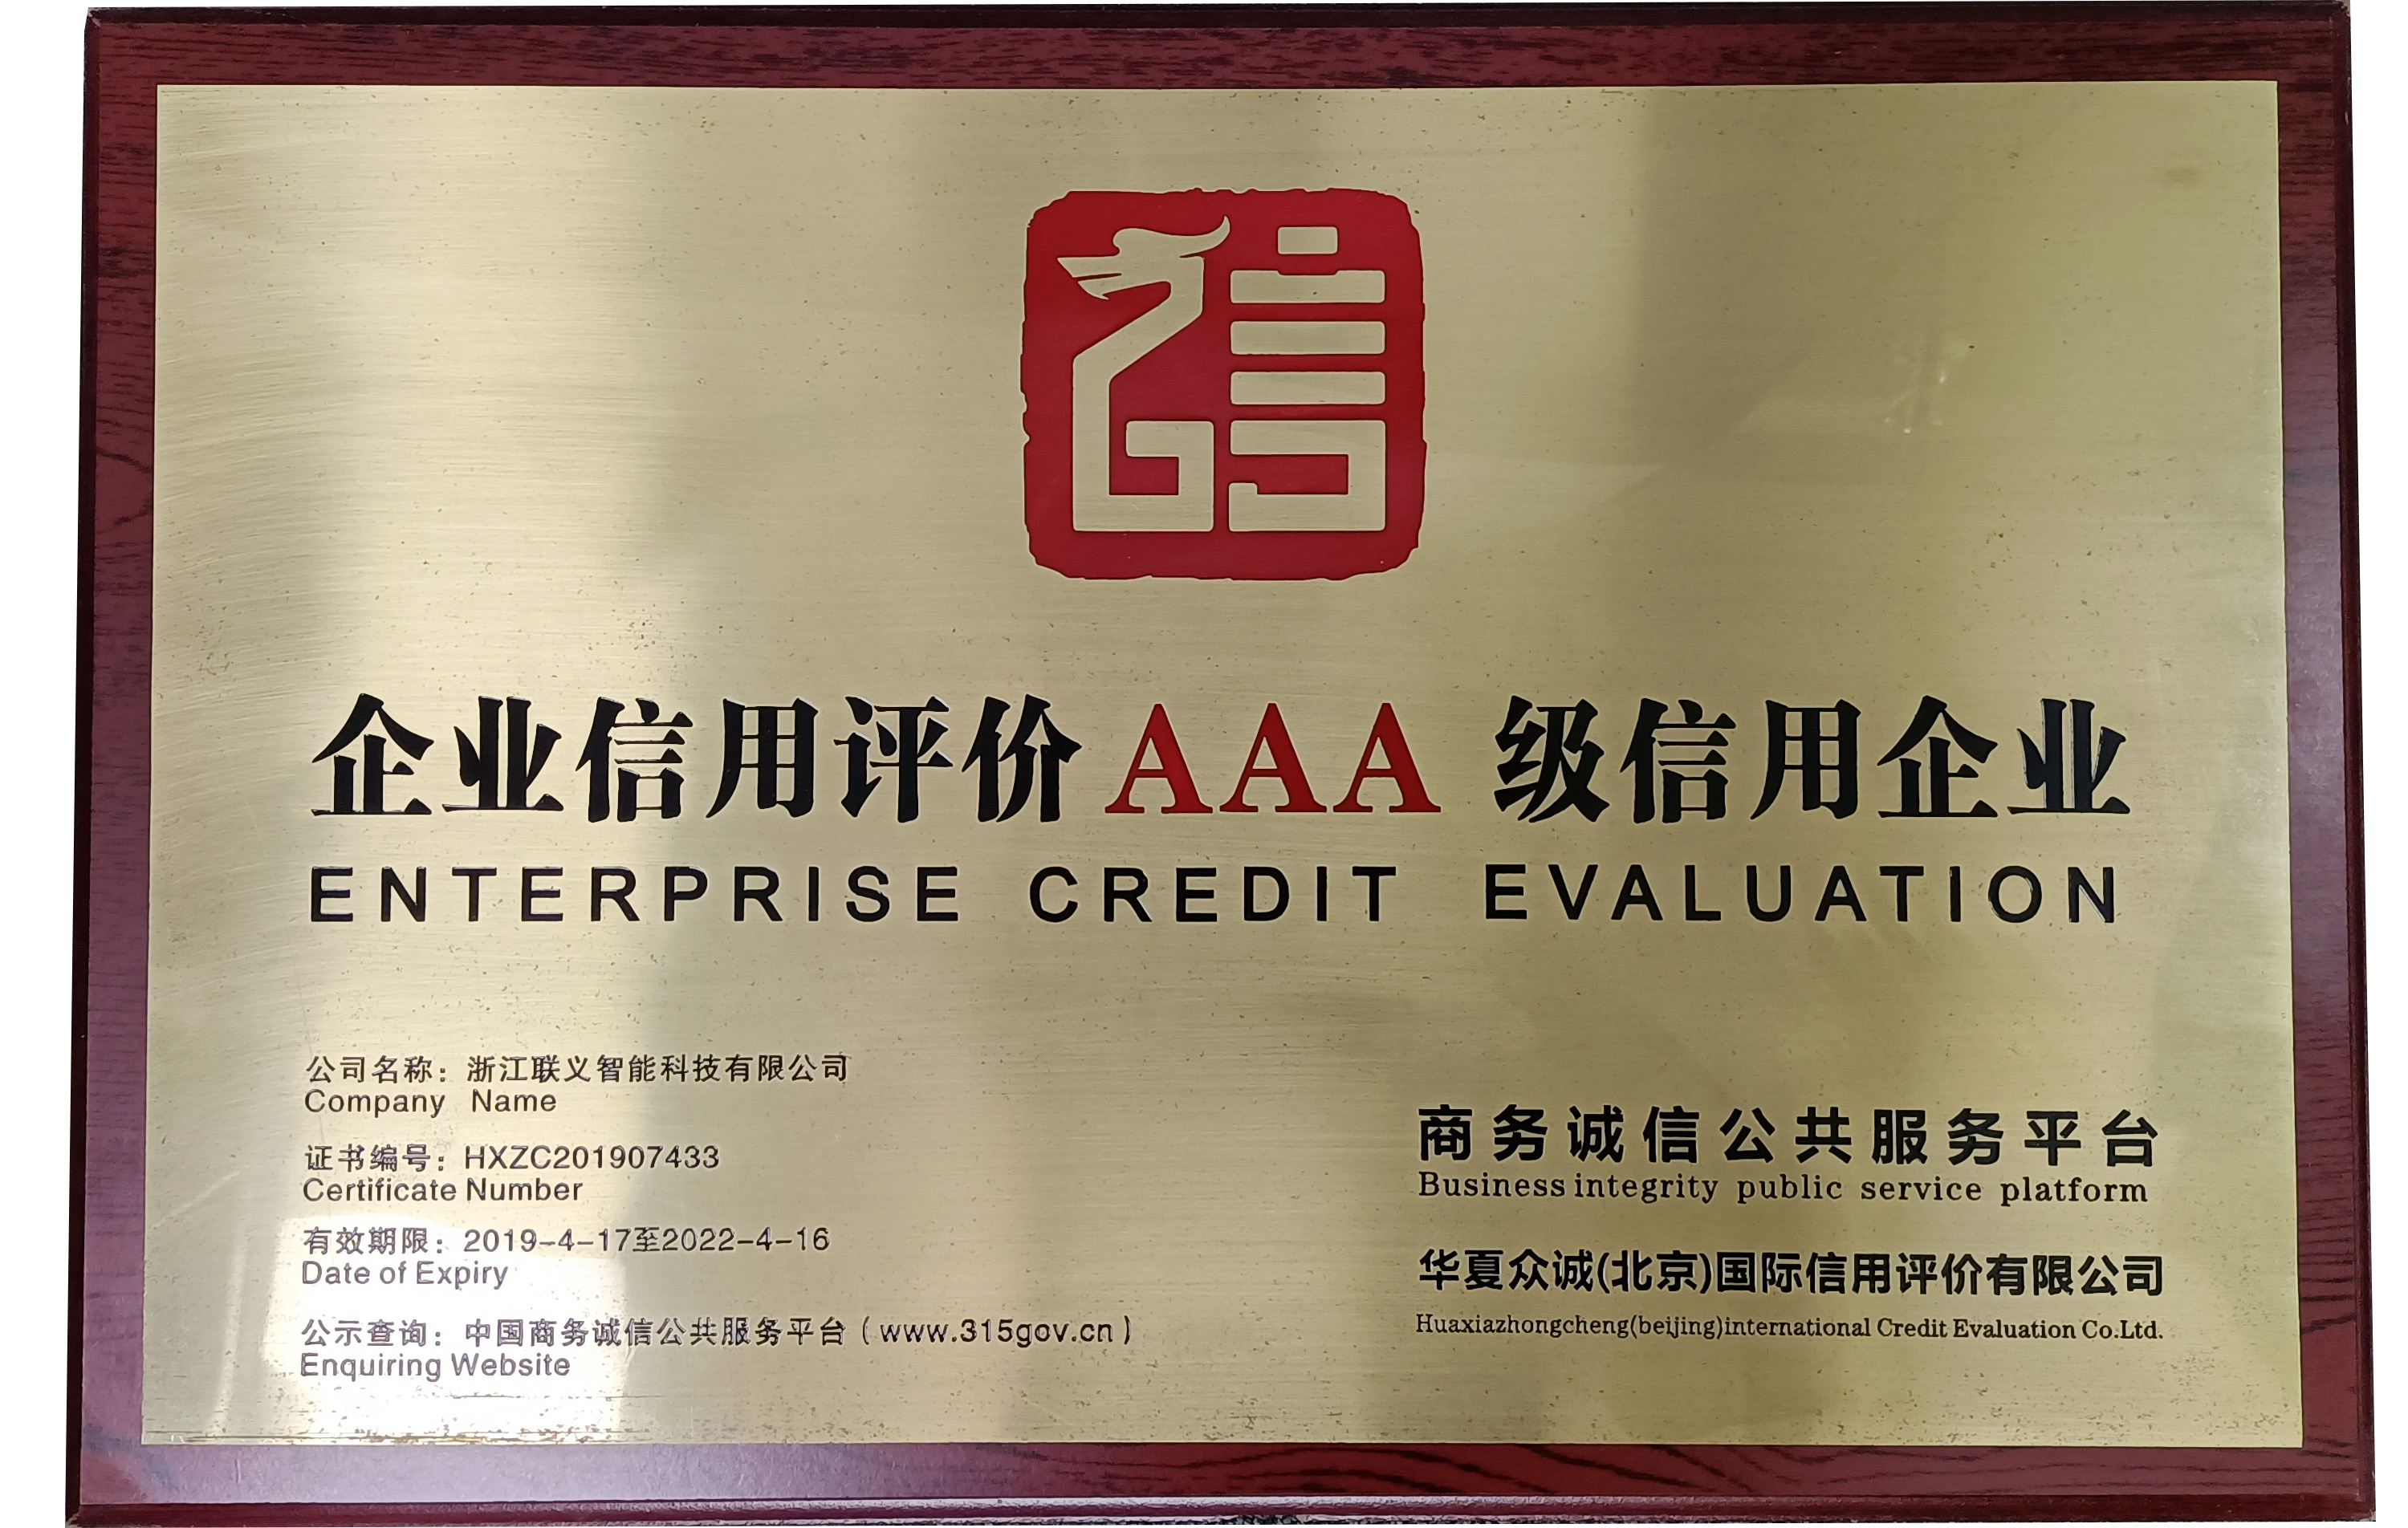 信
企业信用评价AAA 级信用企业
ENTERPRISE CREDIT EVALUATION
公司名称：浙江联义智能科技有限公司
Company Name
证书编号：HXZC201907433
Certificate Number
有效期限：2019-4-17至2022-4-16
Date of Expiry
公示查询：中国商务诚信公共服务平台（www.315gov.cn）
Enquiring Website
商务诚信公共服务平台
Business integrity public service platform
华夏众诚(北京)国际信用评价有限公司
Huaxiazhongcheng(beijing)international Credit Evaluation Co.Ltd.